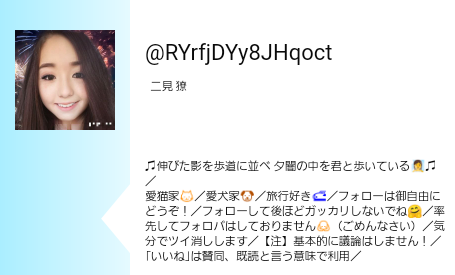 @RYrfjDYy8JHqoct
二見 獠
♫伸びた影を歩道に並べ 夕闇の中を君と歩いている🧏♫
／
愛猫家🐱／愛犬家🐶／旅行好き🚅／フォローは御自由に
どうぞ！／フォローして後ほどガッカリしないでね🤗／率
先してフォロバはしておりません🙏（ごめんなさい）／気
分でツイ消しします／【注】基本的に議論はしません！／
｢いいね｣は賛同、既読と言う意味で利用／